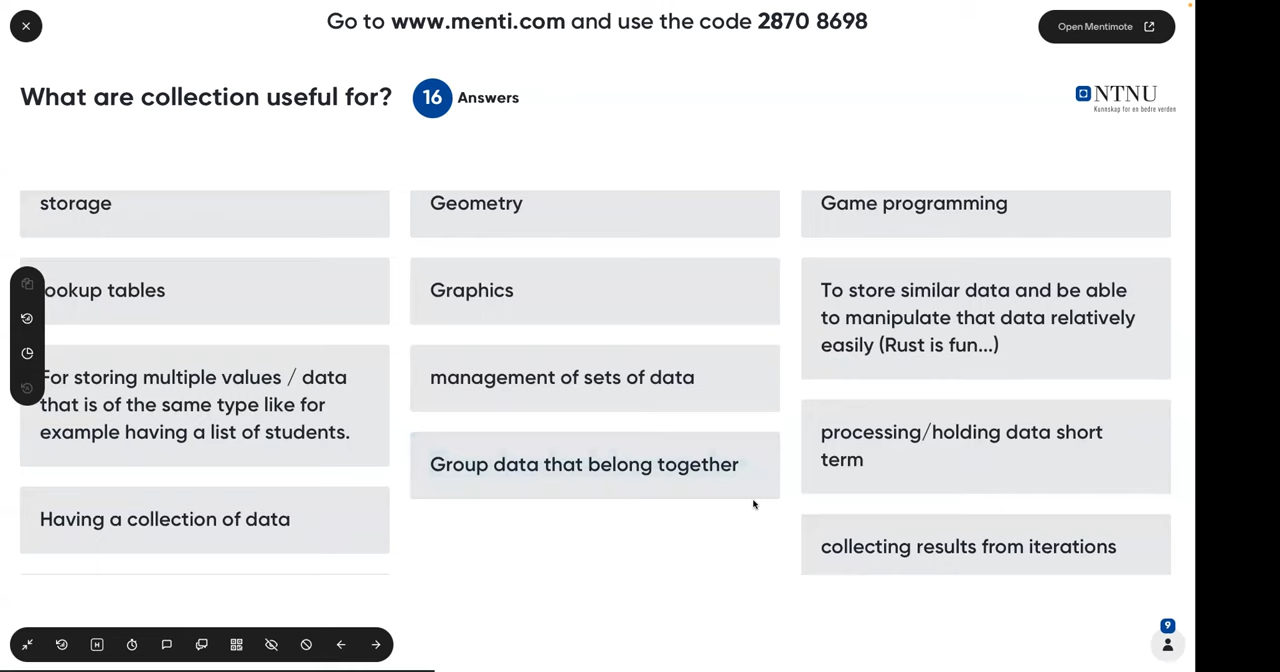 Go to www.menti.com and use the code 2870 8698
Open Mentimote
What are collection useful for?
16 Answers
NTNU
Kunnskap for en bedre verden
storage
ookup tables
For storing multiple values / data
that is of the same type like for
example having a list of students.
Having a collection of data
Geometry
Graphics
management of sets of data
Group data that belong together
Game programming
To store similar data and be able
to manipulate that data relatively
easily (Rust is fun...)
processing/holding data short
term
collecting results from iterations
H
9